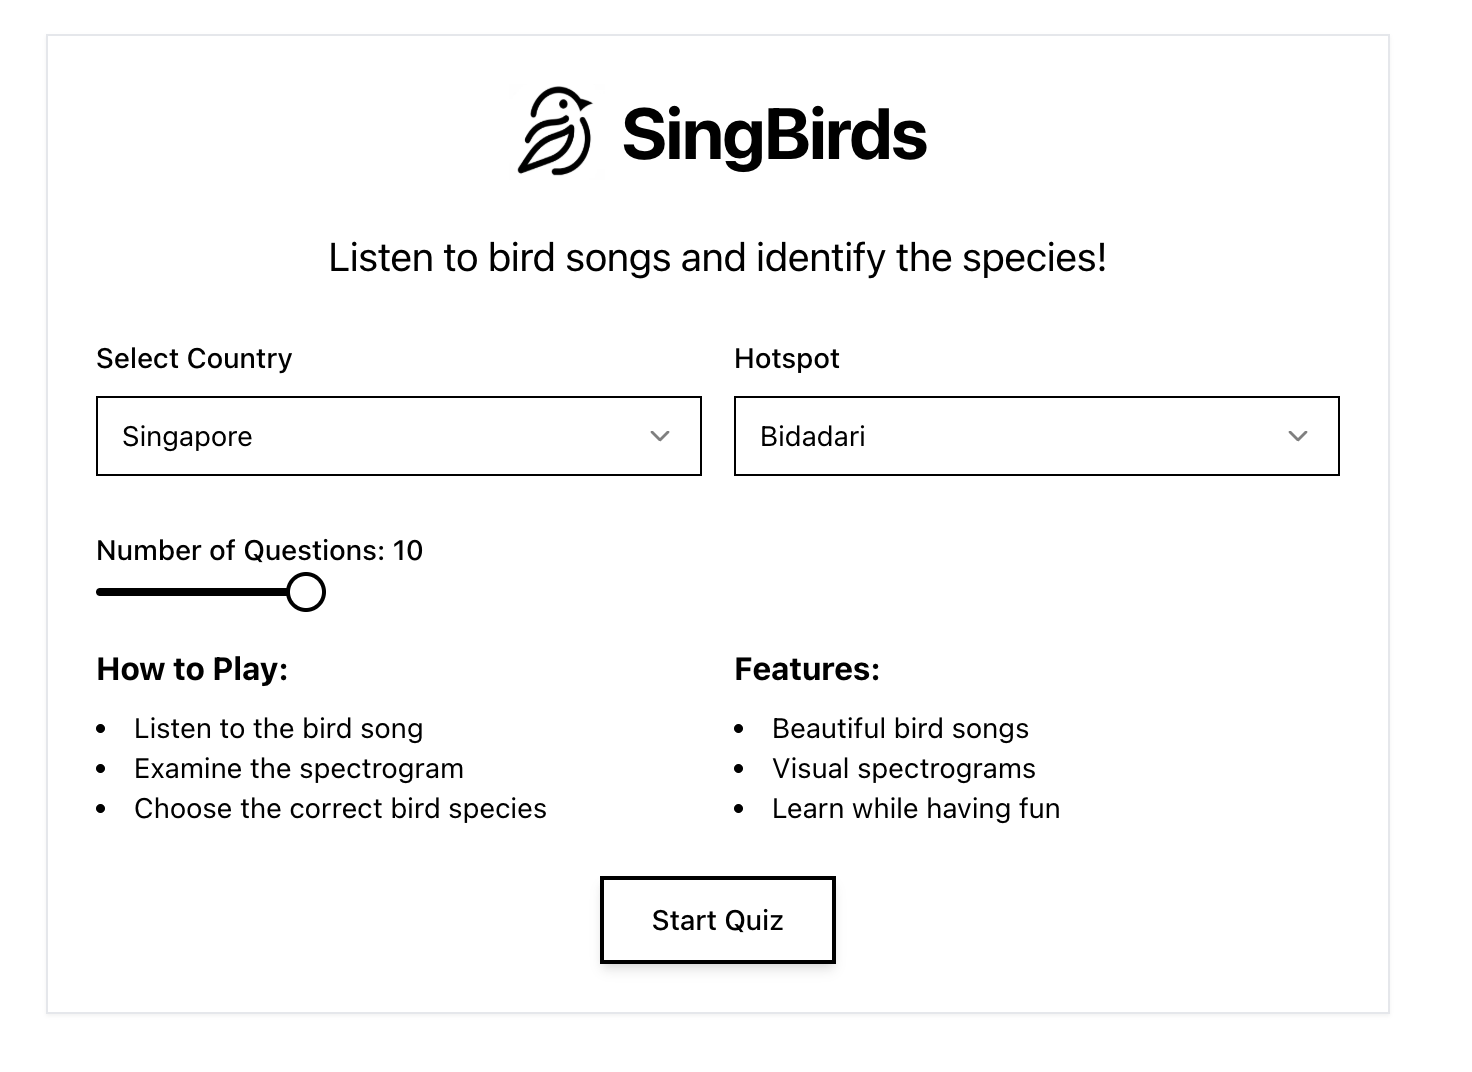 SingBirds
Listen to bird songs and identify the species!
Select Country
Singapore
Hotspot
Bidadari
Number of Questions: 10
How to Play:
Listen to the bird song
Examine the spectrogram
Choose the correct bird species
Features:
Beautiful bird songs
Visual spectrograms
Learn while having fun
Start Quiz